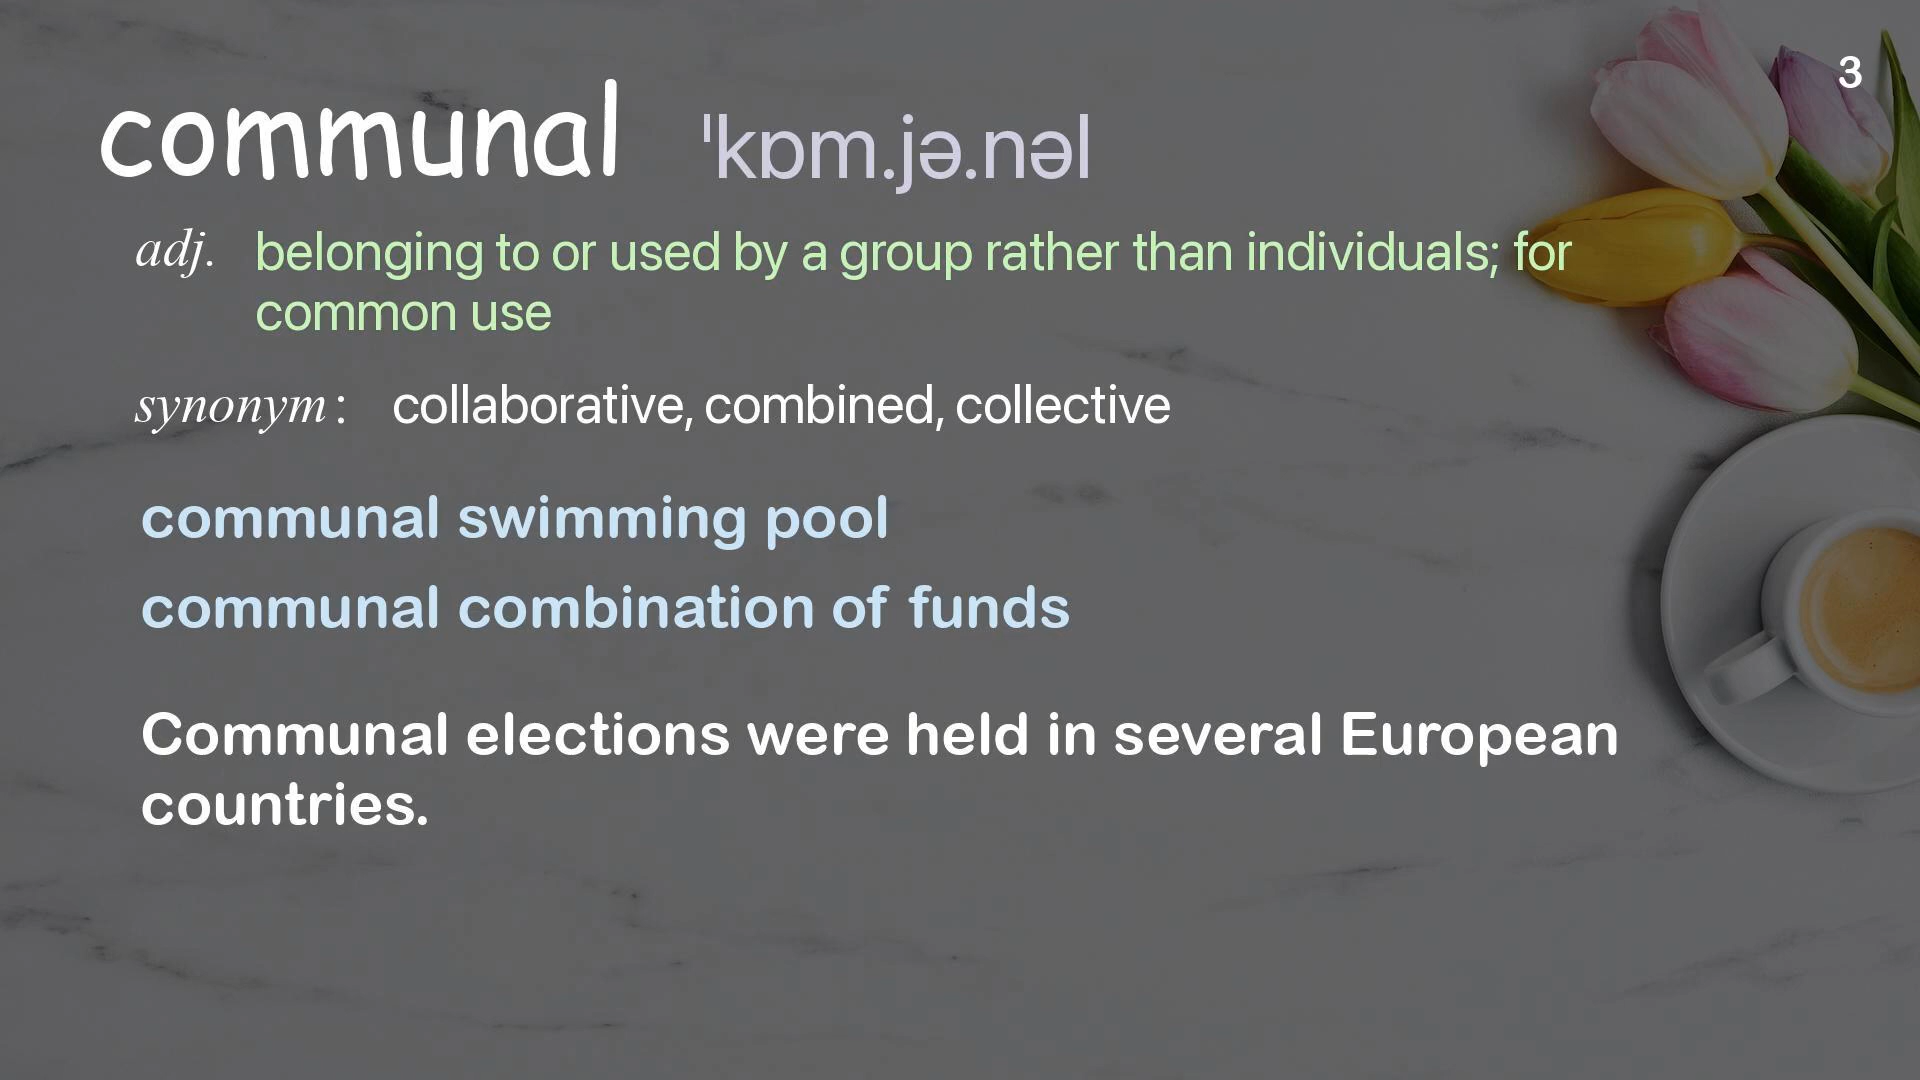 3
communal ˈkɒm.jə.nəl
adj. belonging to or used by a group rather than individuals; for
common use
synonym : collaborative, combined, collective
communal swimming pool
communal combination of funds
Communal elections were held in several European
countries.